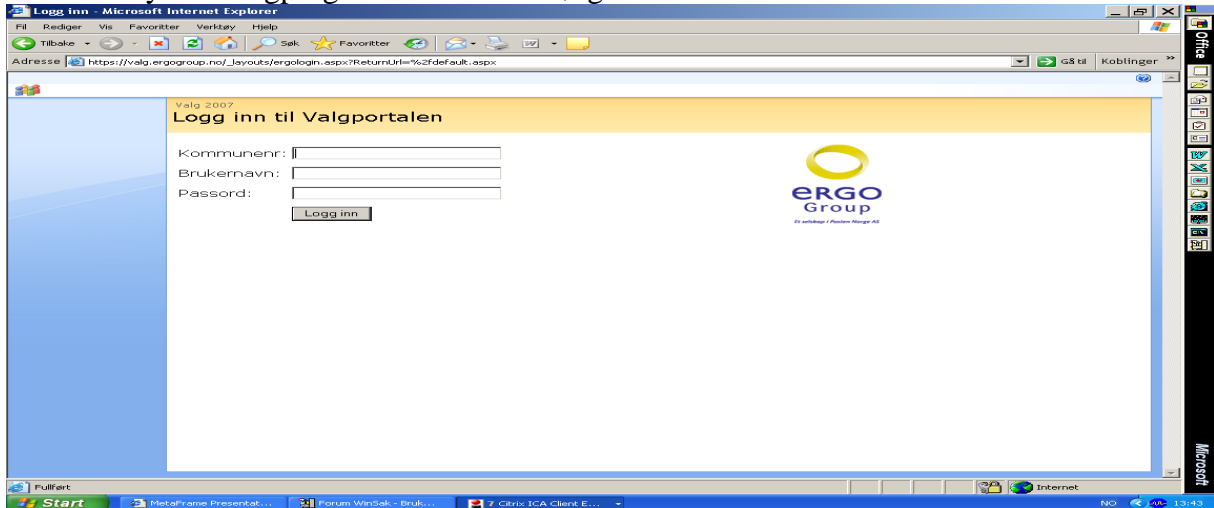 Logg inn - Microsoft Internet Explorer
Fil Rediger Vis Favoritter Verktøy Hjelp
Tilbake Søk Favoritter
Adresse https://valg.ergogroup.no/_layouts/ergologin.aspx?ReturnUrl=%2fdefault.aspx Gå til Koblinger »
Valg 2007
Logg inn til Valgportalen
Kommunenr:
Brukernavn:
Passord:
Logg inn
eRGO
Group
Et selskap i Posten Norge AS
Office
Microsoft
Fullført Internet
Start MetaFrame Presentat... Forum WinSak - Bruk... 7 Citrix ICA Client E... NO 13:43